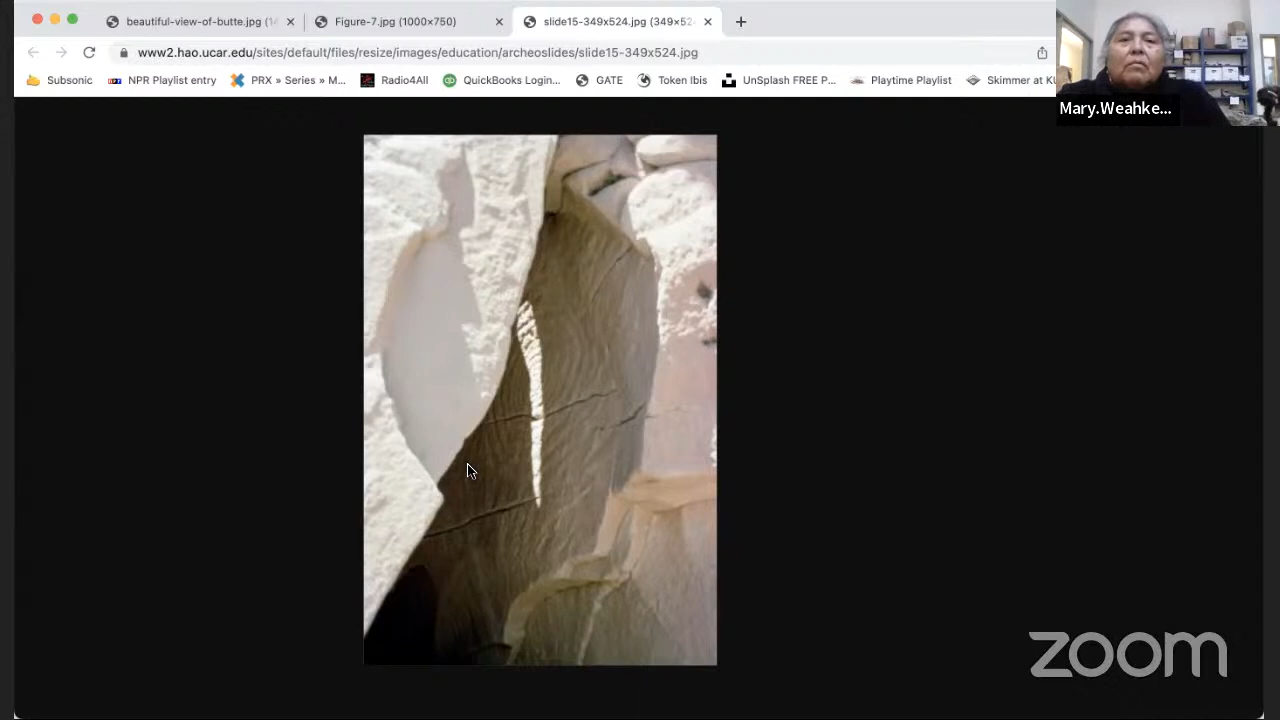 beautiful-view-of-butte.jpg (14
Figure-7.jpg (1000×750)
slide15-349x524.jpg (349×52
www2.hao.ucar.edu/sites/default/files/resize/images/education/archeoslides/slide15-349x524.jpg
Subsonic
NPR Playlist entry
PRX » Series » M...
Radio4All
QuickBooks Login...
GATE
Token Ibis
UnSplash FREE P...
Playtime Playlist
Skimmer at KU
Mary.Weahke...
zoom